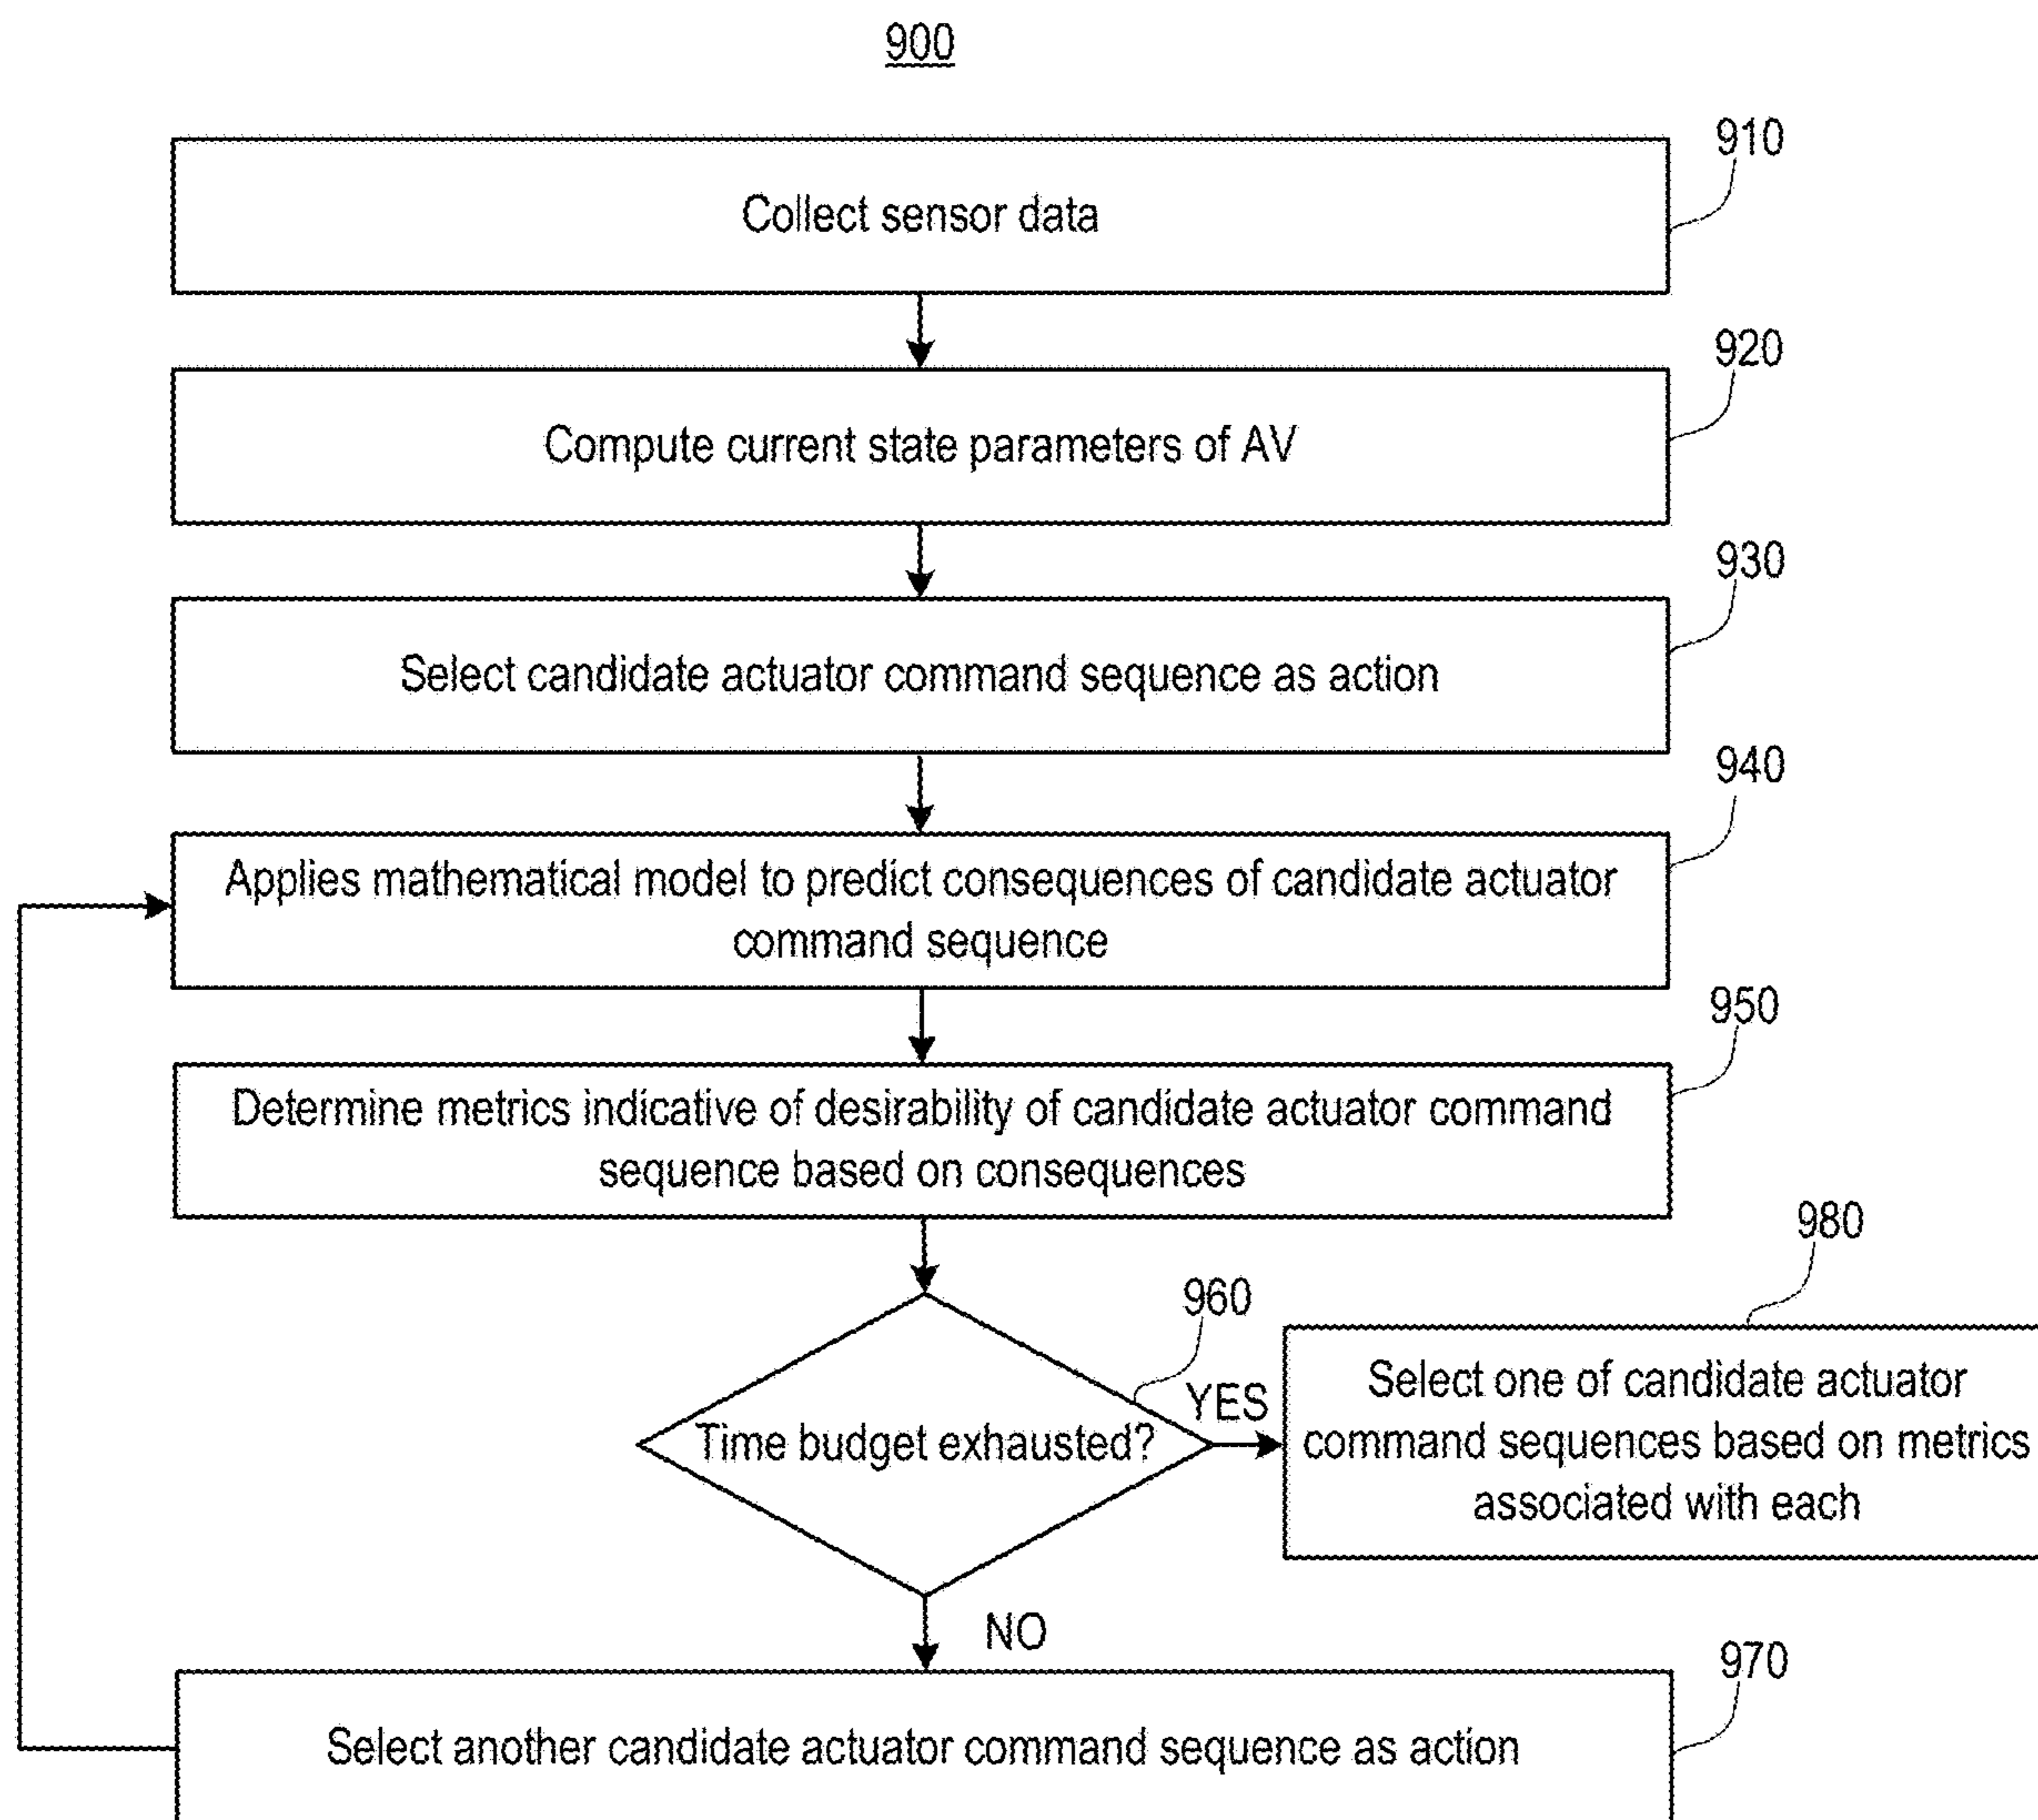 900
910
Collect sensor data
920
Compute current state parameters of AV
930
Select candidate actuator command sequence as action
940
Applies mathematical model to predict consequences of candidate actuator
command sequence
950
Determine metrics indicative of desirability of candidate actuator command
sequence based on consequences
980
960
YES
Select one of candidate actuator
command sequences based on metrics
associated with each
Time budget exhausted?
NO
970
Select another candidate actuator command sequence as action